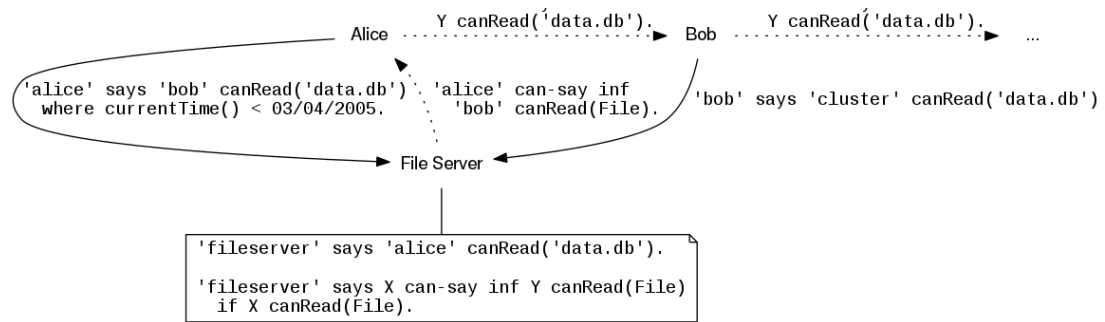 Y canRead('data.db').
Y canRead('data.db').
Alice
Bob
...
'alice' says 'bob' canRead('data.db')
where currentTime() < 03/04/2005.
'alice' can-say inf
'bob' canRead(File).
'bob' says 'cluster' canRead('data.db')
File Server
'fileserver' says 'alice' canRead('data.db').
'fileserver' says X can-say inf Y canRead(File)
if X canRead(File).